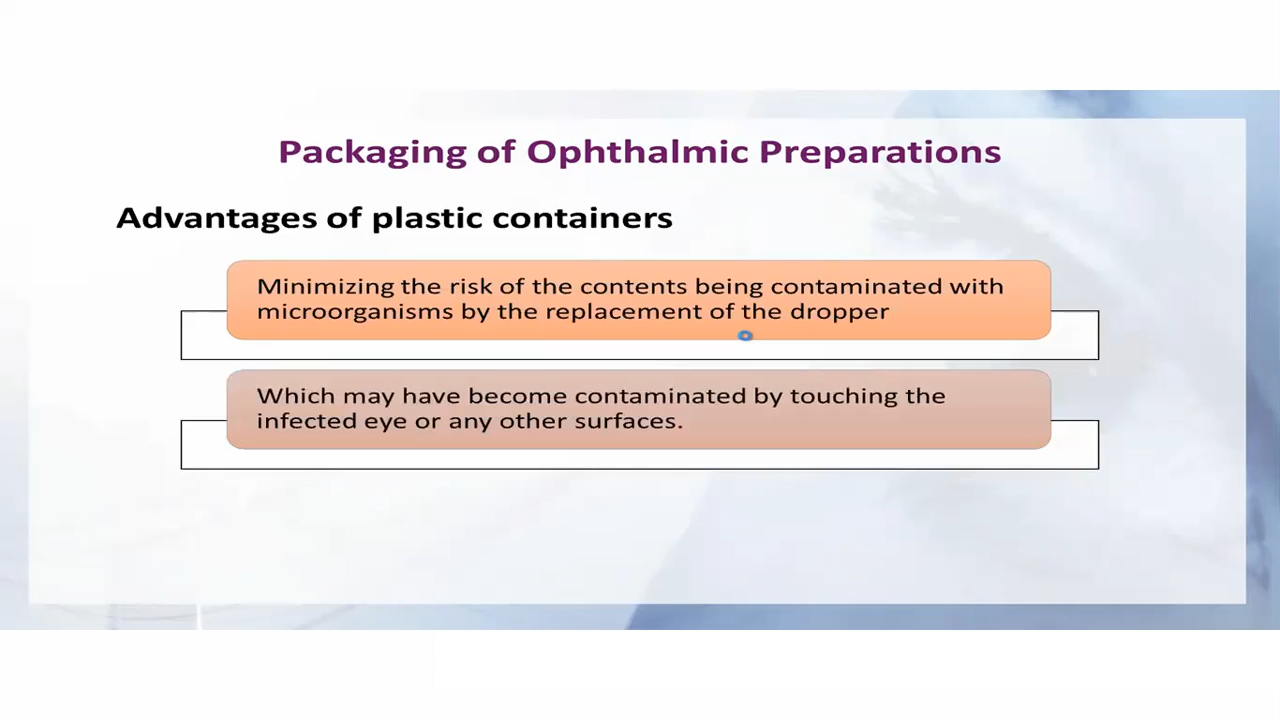 Packaging of Ophthalmic Preparations
Advantages of plastic containers
Minimizing the risk of the contents being contaminated with
microorganisms by the replacement of the dropper
Which may have become contaminated by touching the
infected eye or any other surfaces.